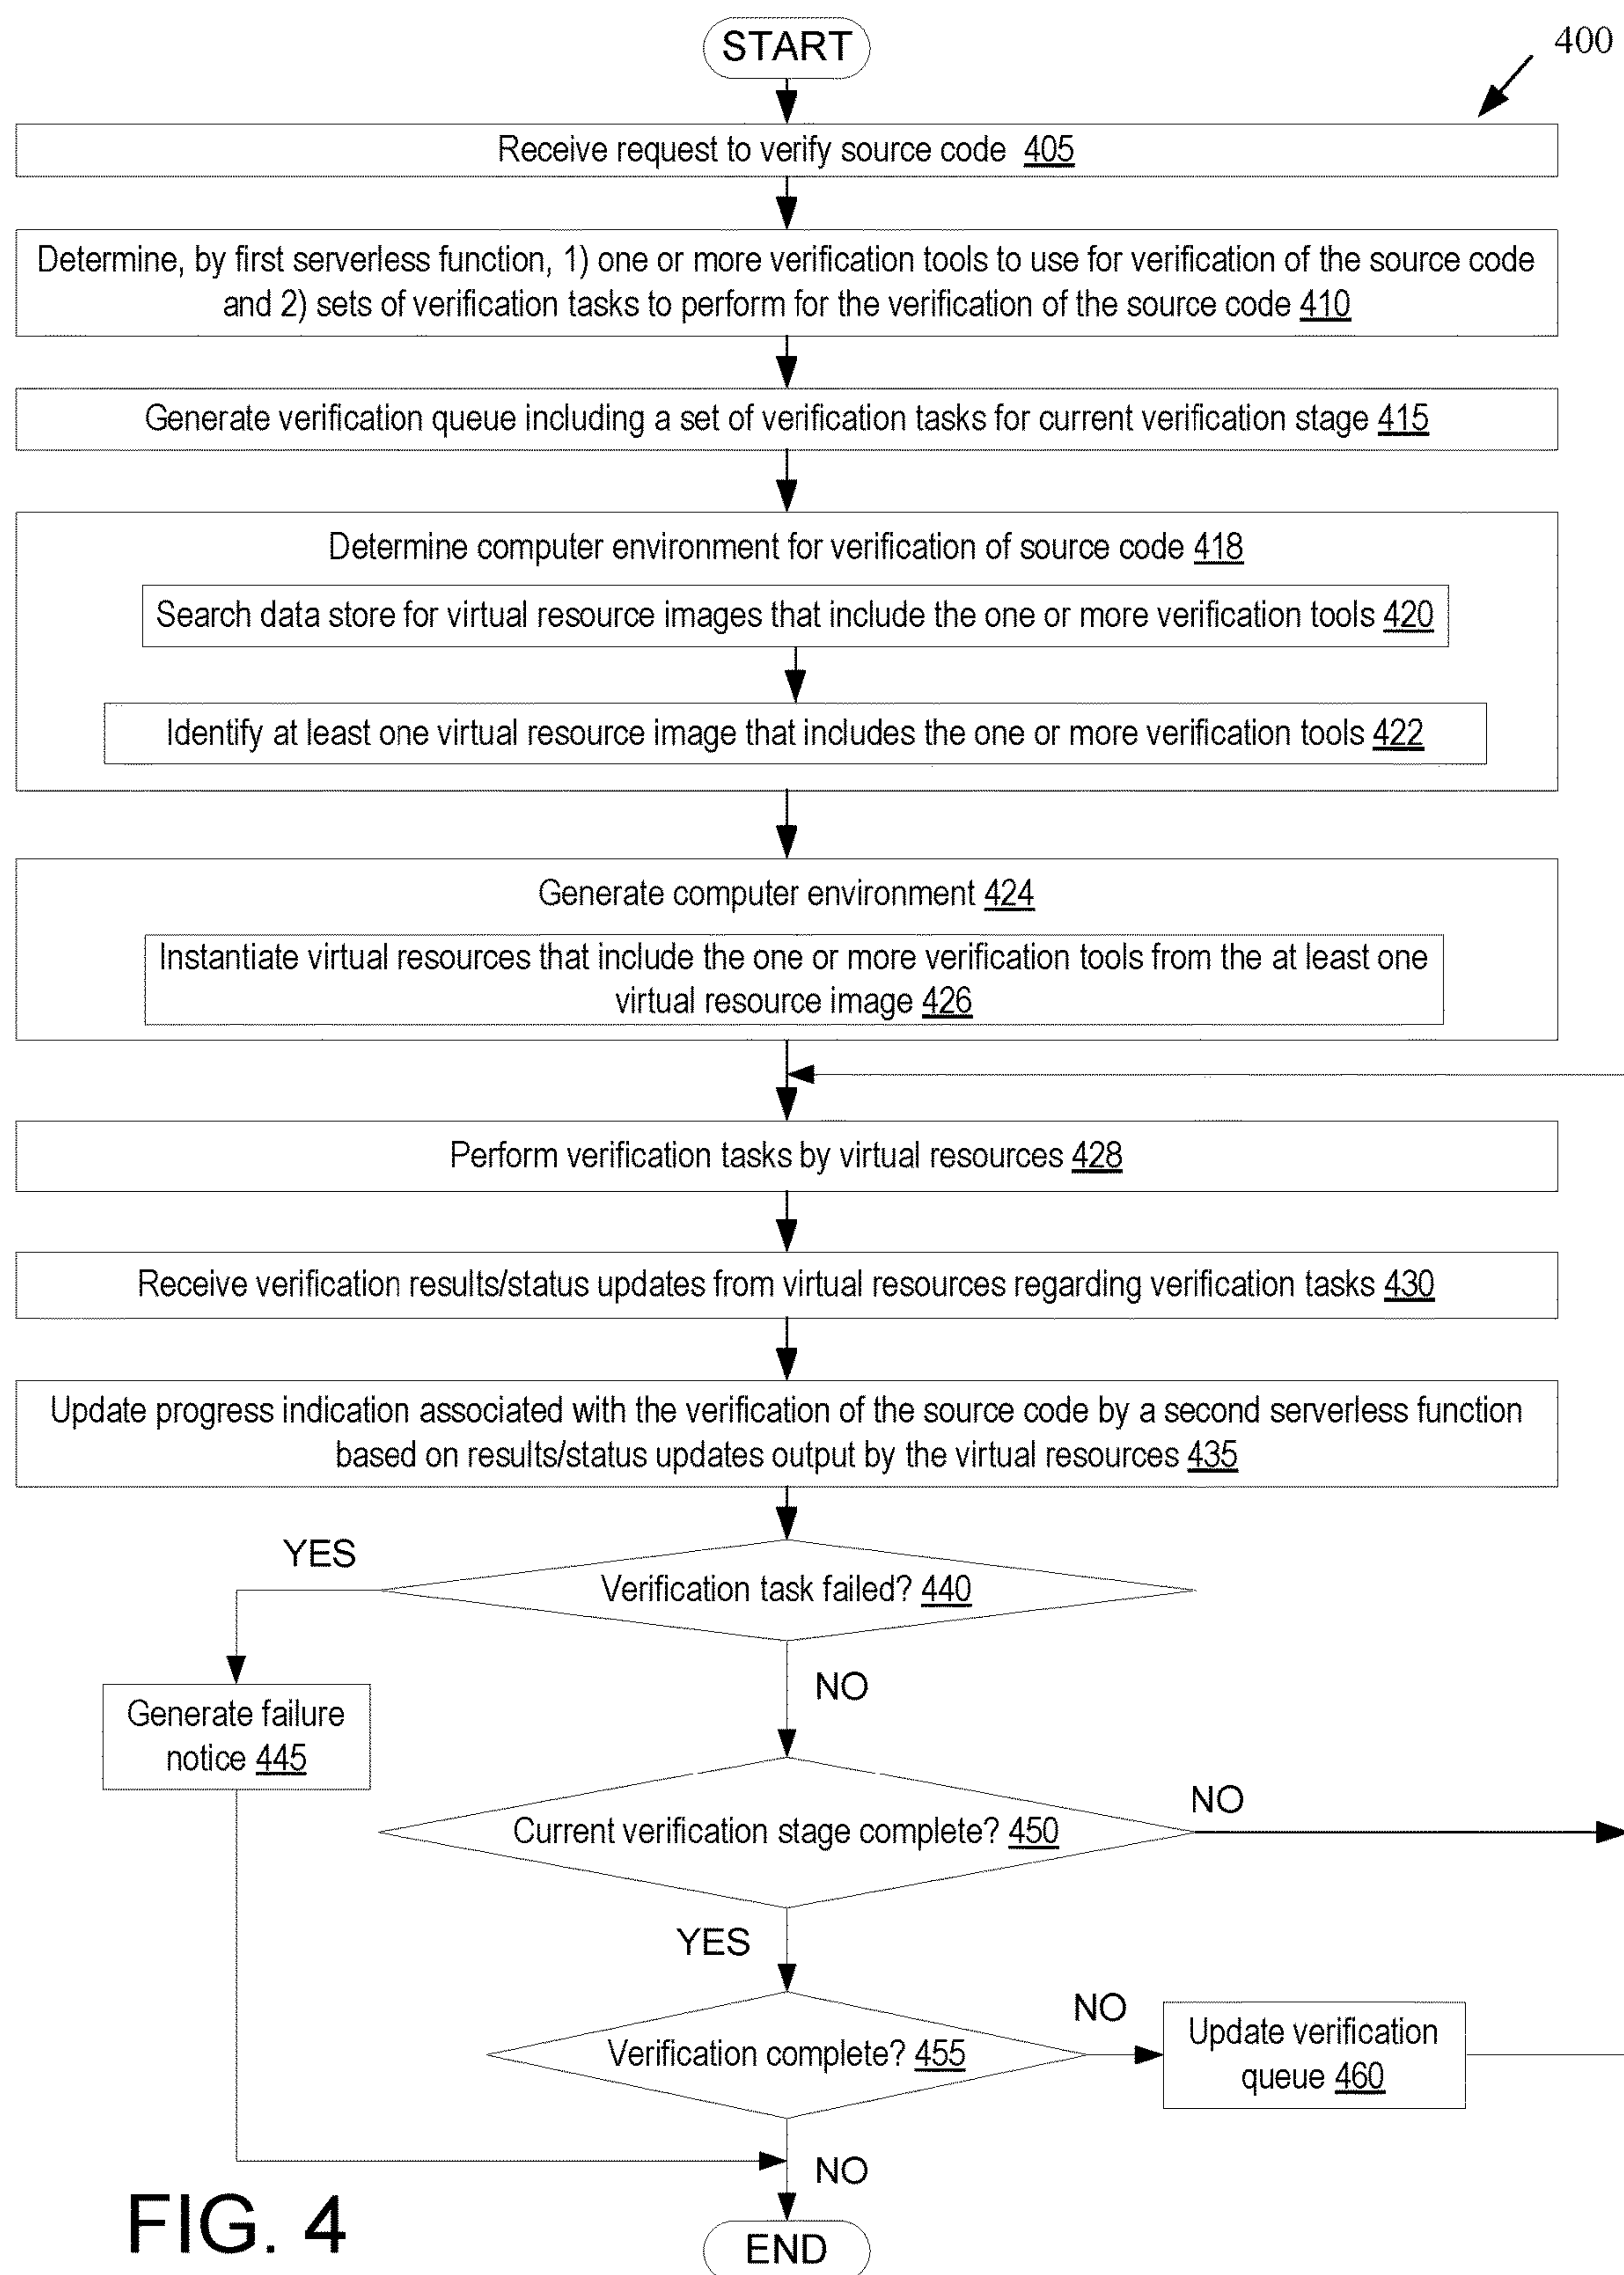 START
400
Receive request to verify source code 405
Determine, by first serverless function, 1) one or more verification tools to use for verification of the source code
and 2) sets of verification tasks to perform for the verification of the source code 410
Generate verification queue including a set of verification tasks for current verification stage 415
Determine computer environment for verification of source code 418
Search data store for virtual resource images that include the one or more verification tools 420
Identify at least one virtual resource image that includes the one or more verification tools 422
Generate computer environment 424
Instantiate virtual resources that include the one or more verification tools from the at least one
virtual resource image 426
Perform verification tasks by virtual resources 428
Receive verification results/status updates from virtual resources regarding verification tasks 430
Update progress indication associated with the verification of the source code by a second serverless function
based on results/status updates output by the virtual resources 435
YES
Verification task failed? 440
NO
Generate failure
notice 445
NO
Current verification stage complete? 450
YES
NO
Verification complete? 455
Update verification
queue 460
NO
END
FIG. 4